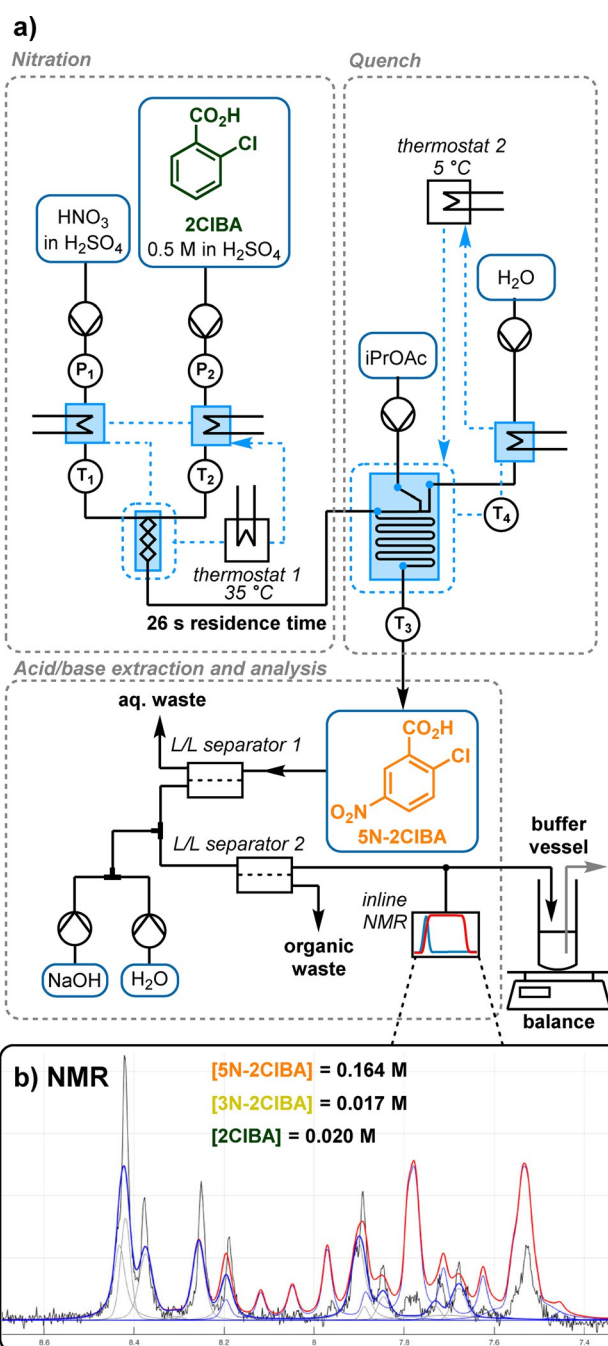 a)
Nitration
Quench
CO₂H
Cl
2ClBA
0.5 M in H₂SO₄
HNO₃
in H₂SO₄
thermostat 2
5 °C
H₂O
iPrOAc
P₁
P₂
T₁
T₂
T₄
thermostat 1
35 °C
26 s residence time
T₃
Acid/base extraction and analysis
aq. waste
L/L separator 1
CO₂H
Cl
O₂N
5N-2ClBA
L/L separator 2
buffer
vessel
inline
NMR
organic
waste
NaOH
H₂O
balance
b) NMR
[5N-2ClBA] = 0.164 M
[3N-2ClBA] = 0.017 M
[2ClBA] = 0.020 M
8.6 8.4 8.2 8 7.8 7.6 7.4